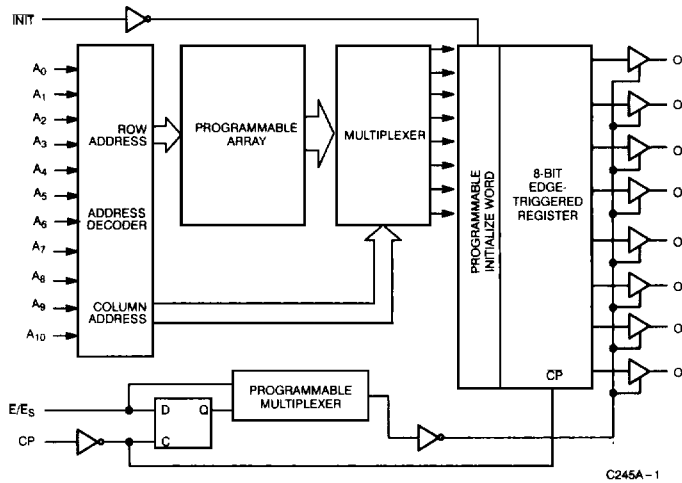 INIT
A0
A1
A2
A3
A4
A5
A6
A7
A8
A9
A10
ROW
ADDRESS
ADDRESS
DECODER
COLUMN
ADDRESS
PROGRAMMABLE
ARRAY
MULTIPLEXER
PROGRAMMABLE
INITIALIZE WORD
8-BIT
EDGE-
TRIGGERED
REGISTER
CP
O
O
O
O
O
O
O
O
E/ES
CP
D
Q
C
PROGRAMMABLE
MULTIPLEXER
C245A-1